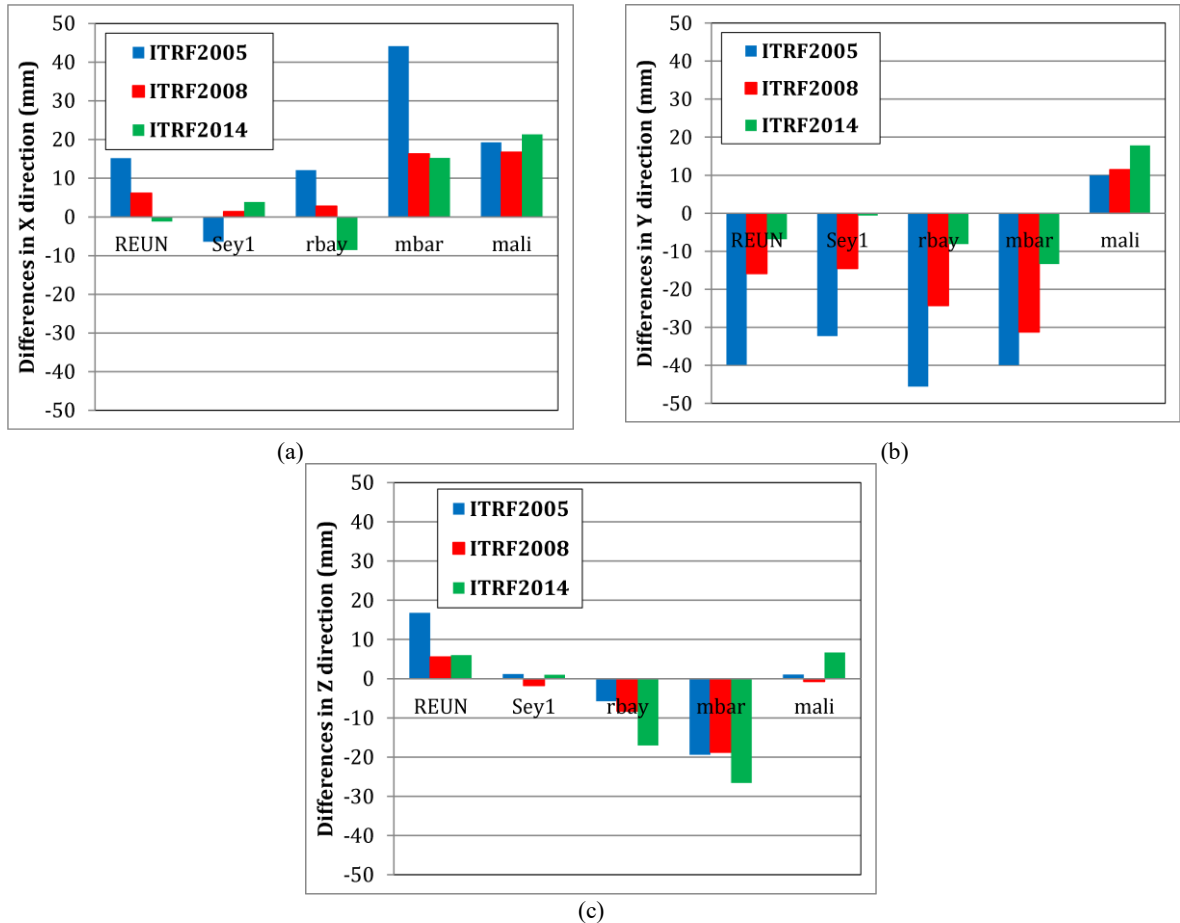 Differences in X direction (mm)
50
40
30
20
10
0
-10
-20
-30
-40
-50
ITRF2005
ITRF2008
ITRF2014
REUN Sey1 rbay mbar mali
(a)
Differences in Y direction (mm)
50
40
30
20
10
0
-10
-20
-30
-40
-50
ITRF2005
ITRF2008
ITRF2014
REUN Sey1 rbay mbar mali
(b)
Differences in Z direction (mm)
50
40
30
20
10
0
-10
-20
-30
-40
-50
ITRF2005
ITRF2008
ITRF2014
REUN Sey1 rbay mbar mali
(c)